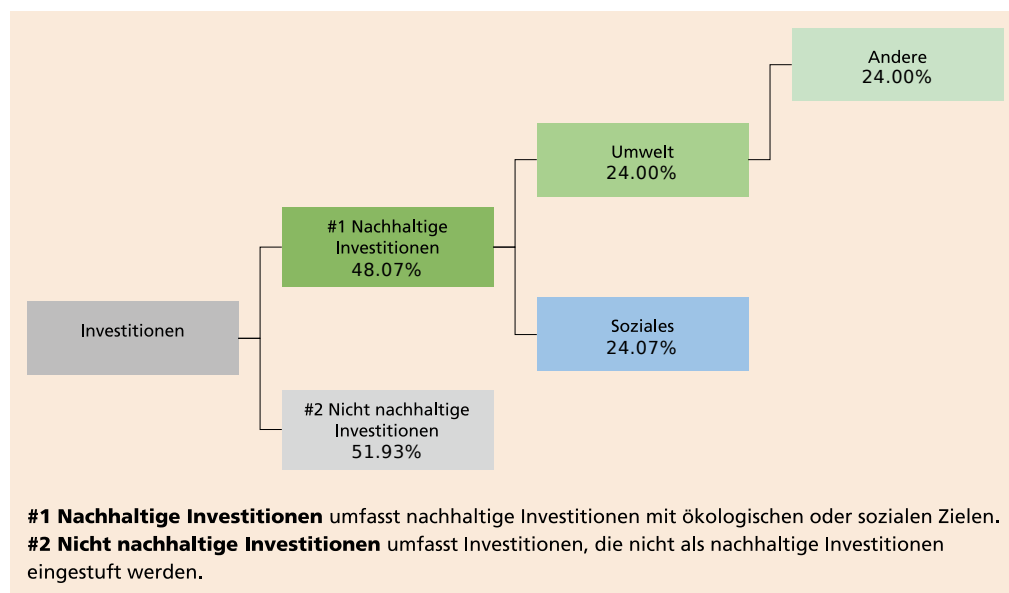 Andere
24.00%
Umwelt
24.00%
#1 Nachhaltige
Investitionen
48.07%
Soziales
24.07%
Investitionen
#2 Nicht nachhaltige
Investitionen
51.93%
#1 Nachhaltige Investitionen umfasst nachhaltige Investitionen mit ökologischen oder sozialen Zielen.
#2 Nicht nachhaltige Investitionen umfasst Investitionen, die nicht als nachhaltige Investitionen
eingestuft werden.